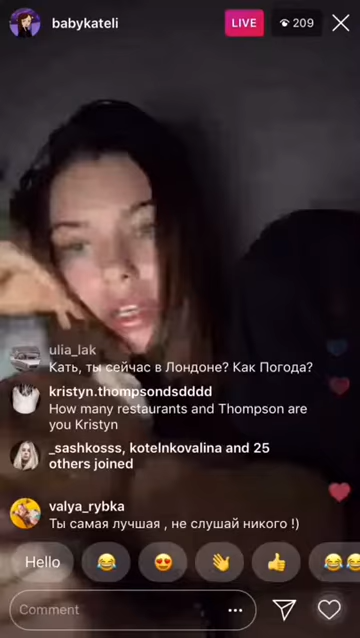 babykateli
LIVE
209
ulia_lak
Кать, ты сейчас в Лондоне? Как Погода?
kristyn.thompsondsdddd
How many restaurants and Thompson are
you Kristyn
_sashkosss, kotelnkovalina and 25
others joined
valya_rybka
Ты самая лучшая , не слушай никого !)
Hello
Comment